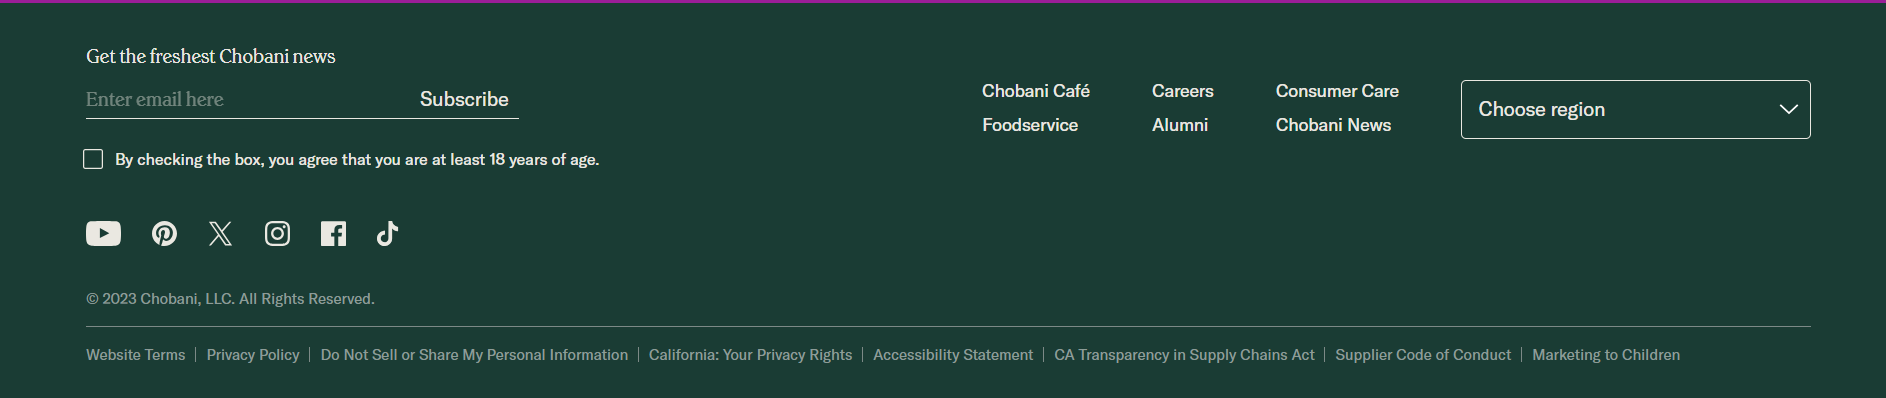 Get the freshest Chobani news
Enter email here Subscribe
By checking the box, you agree that you are at least 18 years of age.
Chobani Café Careers Consumer Care
Foodservice Alumni Chobani News
Choose region
© 2023 Chobani, LLC. All Rights Reserved.
Website Terms | Privacy Policy | Do Not Sell or Share My Personal Information | California: Your Privacy Rights | Accessibility Statement | CA Transparency in Supply Chains Act | Supplier Code of Conduct | Marketing to Children